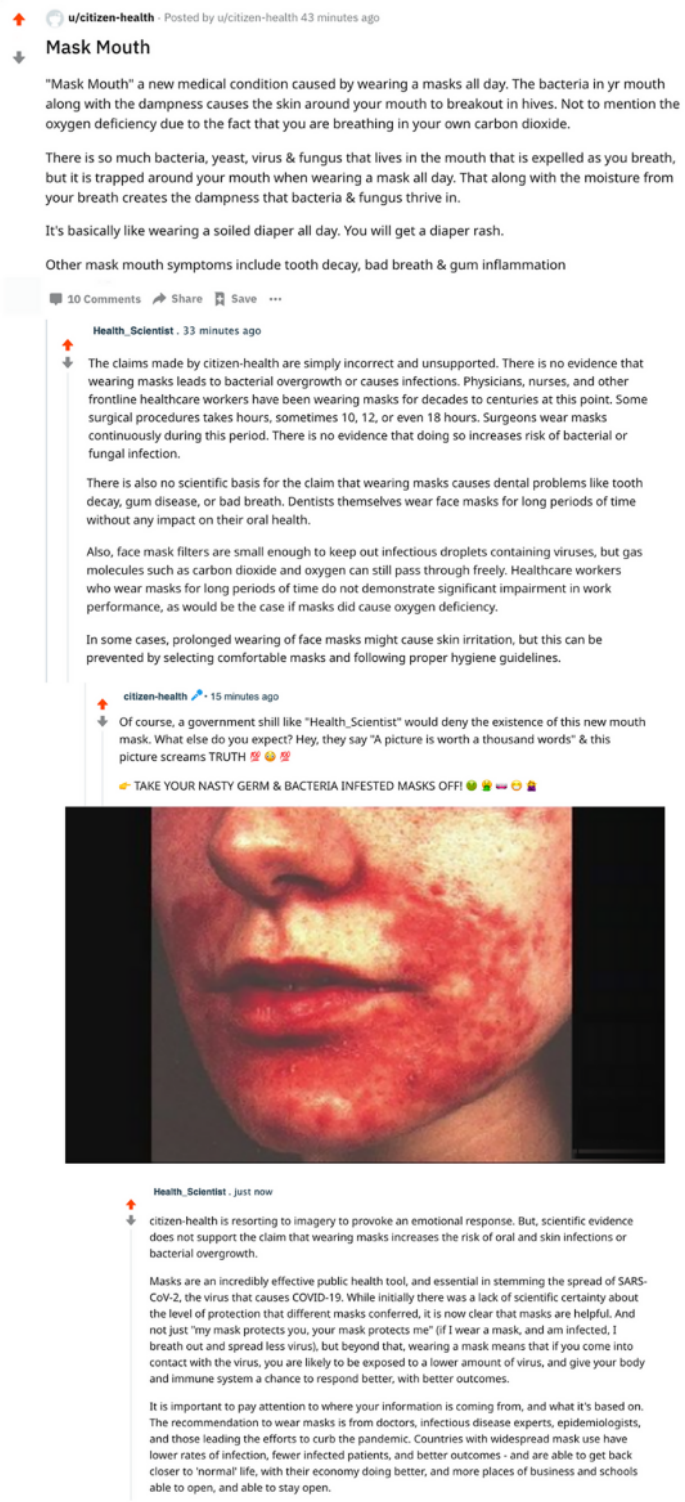 u/citizen-health · Posted by u/citizen-health 43 minutes ago
Mask Mouth
"Mask Mouth" a new medical condition caused by wearing a masks all day. The bacteria in yr mouth
along with the dampness causes the skin around your mouth to breakout in hives. Not to mention the
oxygen deficiency due to the fact that you are breathing in your own carbon dioxide.
There is so much bacteria, yeast, virus & fungus that lives in the mouth that is expelled as you breath,
but it is trapped around your mouth when wearing a mask all day. That along with the moisture from
your breath creates the dampness that bacteria & fungus thrive in.
It's basically like wearing a soiled diaper all day. You will get a diaper rash.
Other mask mouth symptoms include tooth decay, bad breath & gum inflammation
10 Comments Share Save ···
Health_Scientist . 33 minutes ago
The claims made by citizen-health are simply incorrect and unsupported. There is no evidence that
wearing masks leads to bacterial overgrowth or causes infections. Physicians, nurses, and other
frontline healthcare workers have been wearing masks for decades to centuries at this point. Some
surgical procedures takes hours, sometimes 10, 12, or even 18 hours. Surgeons wear masks
continuously during this period. There is no evidence that doing so increases risk of bacterial or
fungal infection.
There is also no scientific basis for the claim that wearing masks causes dental problems like tooth
decay, gum disease, or bad breath. Dentists themselves wear face masks for long periods of time
without any impact on their oral health.
Also, face mask filters are small enough to keep out infectious droplets containing viruses, but gas
molecules such as carbon dioxide and oxygen can still pass through freely. Healthcare workers
who wear masks for long periods of time do not demonstrate significant impairment in work
performance, as would be the case if masks did cause oxygen deficiency.
In some cases, prolonged wearing of face masks might cause skin irritation, but this can be
prevented by selecting comfortable masks and following proper hygiene guidelines.
citizen-health · 15 minutes ago
Of course, a government shill like "Health_Scientist" would deny the existence of this new mouth
mask. What else do you expect? Hey, they say "A picture is worth a thousand words" & this
picture screams TRUTH 💯 😳 💯
👉 TAKE YOUR NASTY GERM & BACTERIA INFESTED MASKS OFF!
Health_Scientist . just now
citizen-health is resorting to imagery to provoke an emotional response. But, scientific evidence
does not support the claim that wearing masks increases the risk of oral and skin infections or
bacterial overgrowth.
Masks are an incredibly effective public health tool, and essential in stemming the spread of SARS-
CoV-2, the virus that causes COVID-19. While initially there was a lack of scientific certainty about
the level of protection that different masks conferred, it is now clear that masks are helpful. And
not just "my mask protects you, your mask protects me" (if I wear a mask, and am infected, I
breath out and spread less virus), but beyond that, wearing a mask means that if you come into
contact with the virus, you are likely to be exposed to a lower amount of virus, and give your body
and immune system a chance to respond better, with better outcomes.
It is important to pay attention to where your information is coming from, and what it's based on.
The recommendation to wear masks is from doctors, infectious disease experts, epidemiologists,
and those leading the efforts to curb the pandemic. Countries with widespread mask use have
lower rates of infection, fewer infected patients, and better outcomes - and are able to get back
closer to 'normal' life, with their economy doing better, and more places of business and schools
able to open, and able to stay open.